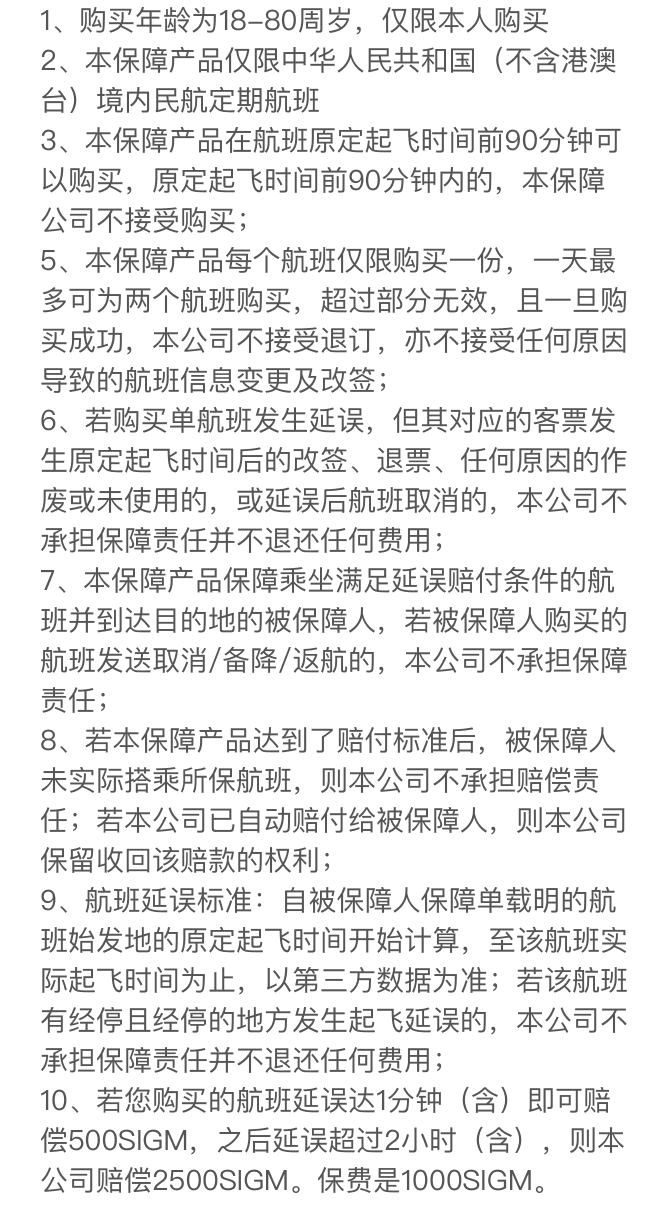 1、购买年龄为18-80周岁，仅限本人购买
2、本保障产品仅限中华人民共和国（不含港澳
台）境内民航定期航班
3、本保障产品在航班原定起飞时间前90分钟可
以购买，原定起飞时间前90分钟内的，本保障
公司不接受购买；
5、本保障产品每个航班仅限购买一份，一天最
多可为两个航班购买，超过部分无效，且一旦购
买成功，本公司不接受退订，亦不接受任何原因
导致的航班信息变更及改签；
6、若购买单航班发生延误，但其对应的客票发
生原定起飞时间后的改签、退票、任何原因的作
废或未使用的，或延误后航班取消的，本公司不
承担保障责任并不退还任何费用；
7、本保障产品保障乘坐满足延误赔付条件的航
班并到达目的地的被保障人，若被保障人购买的
航班发送取消/备降/返航的，本公司不承担保障
责任；
8、若本保障产品达到了赔付标准后，被保障人
未实际搭乘所保航班，则本公司不承担赔偿责
任；若本公司已自动赔付给被保障人，则本公司
保留收回该赔款的权利；
9、航班延误标准：自被保障人保障单载明的航
班始发地的原定起飞时间开始计算，至该航班实
际起飞时间为止，以第三方数据为准；若该航班
有经停且经停的地方发生起飞延误的，本公司不
承担保障责任并不退还任何费用；
10、若您购买的航班延误达1分钟（含）即可赔
偿500SIGM，之后延误超过2小时（含），则本
公司赔偿2500SIGM。保费是1000SIGM。